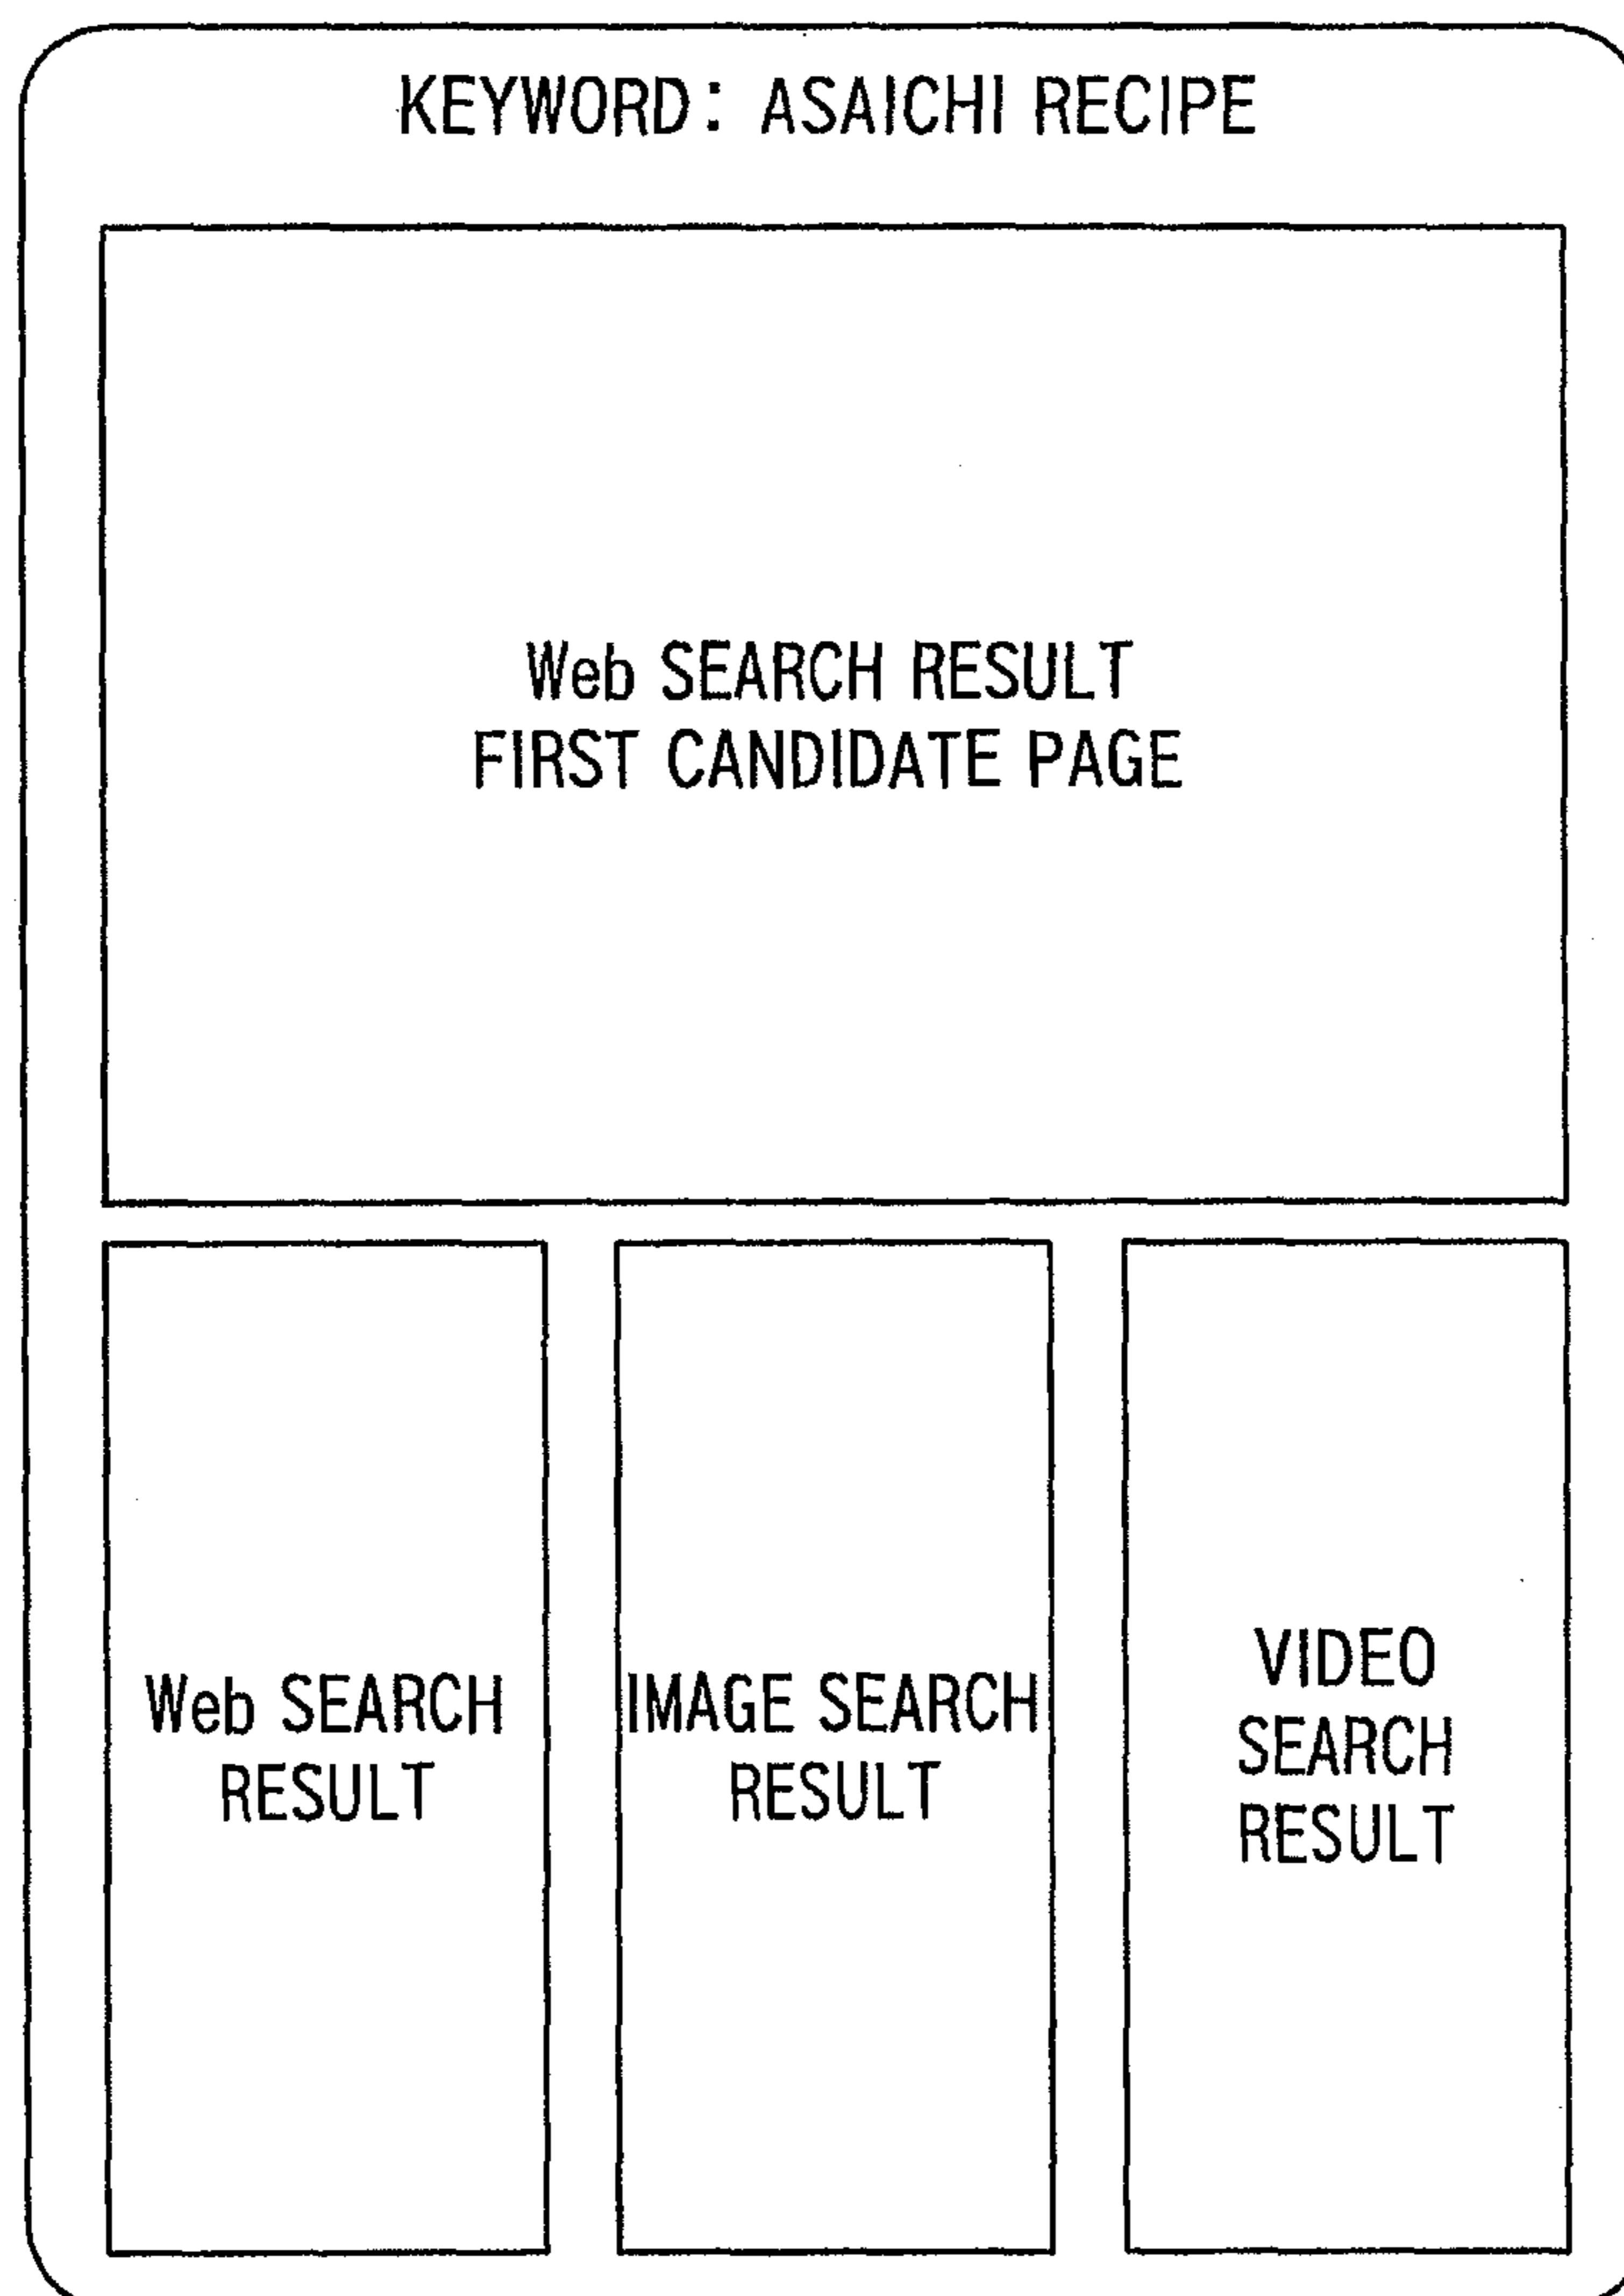 KEYWORD: ASAICHI RECIPE
Web SEARCH RESULT
FIRST CANDIDATE PAGE
Web SEARCH
RESULT
IMAGE SEARCH
RESULT
VIDEO
SEARCH
RESULT